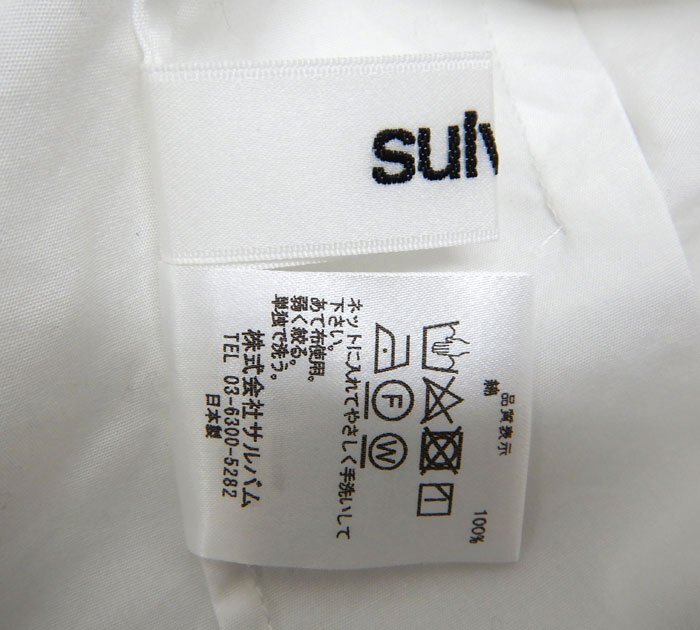 sulv
品質表示
綿 100%
F
W
ネットに入れてやさしく手洗いして
下さい。
あて布使用。
弱く絞る。
単独で洗う。
株式会社サルバム
TEL 03-6300-5282
日本製